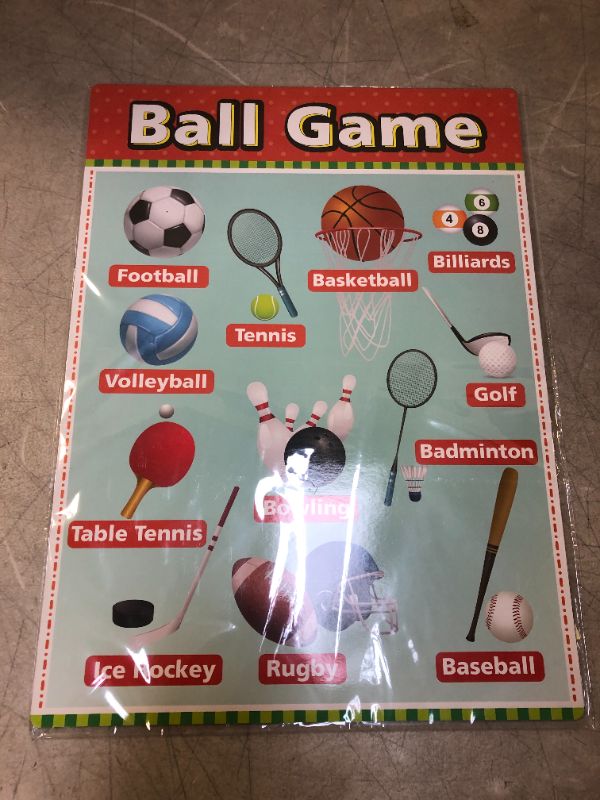 Ball Game
Football
Tennis
Basketball
4
6
8
Billiards
Volleyball
Golf
Badminton
Bowling
Table Tennis
Ice Hockey
Rugby
Baseball